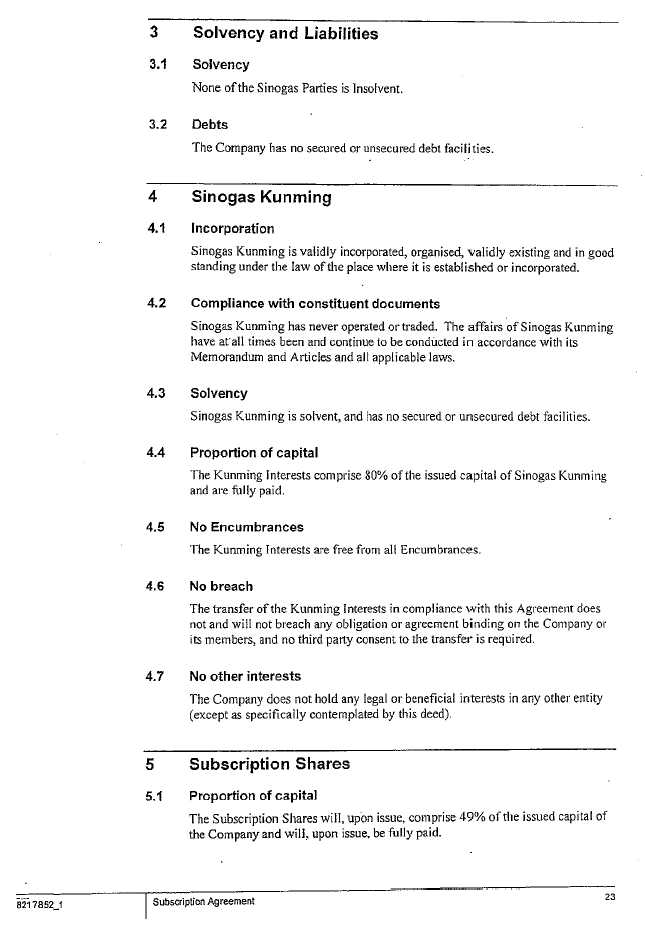 3 Solvency and Liabilities
3.1 Solvency
None of the Sinogas Parties is Insolvent.
3.2 Debts
The Company has no secured or unsecured debt facilities.
4 Sinogas Kunming
4.1 Incorporation
Sinogas Kunming is validly incorporated, organised, validly existing and in good
standing under the law of the place where it is established or incorporated.
4.2 Compliance with constituent documents
Sinogas Kunming has never operated or traded. The affairs of Sinogas Kunming
have at all times been and continue to be conducted in accordance with its
Memorandum and Articles and all applicable laws.
4.3 Solvency
Sinogas Kunming is solvent, and has no secured or unsecured debt facilities.
4.4 Proportion of capital
The Kunming Interests comprise 80% of the issued capital of Sinogas Kunming
and are fully paid.
4.5 No Encumbrances
The Kunming Interests are free from all Encumbrances.
4.6 No breach
The transfer of the Kunming Interests in compliance with this Agreement does
not and will not breach any obligation or agreement binding on the Company or
its members, and no third party consent to the transfer is required.
4.7 No other interests
The Company does not hold any legal or beneficial interests in any other entity
(except as specifically contemplated by this deed).
5 Subscription Shares
5.1 Proportion of capital
The Subscription Shares will, upon issue, comprise 49% of the issued capital of
the Company and will, upon issue, be fully paid.
8217852_1 Subscription Agreement 23